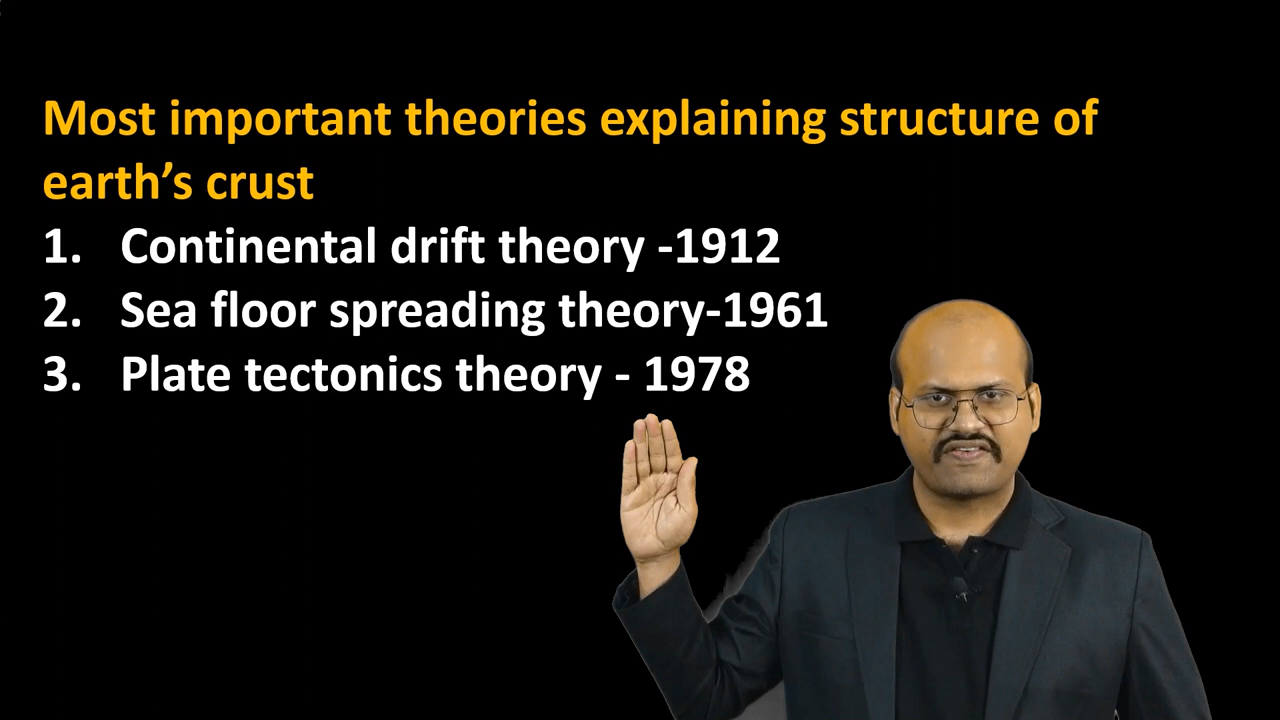 Most important theories explaining structure of
earth’s crust
1. Continental drift theory -1912
2. Sea floor spreading theory-1961
3. Plate tectonics theory - 1978